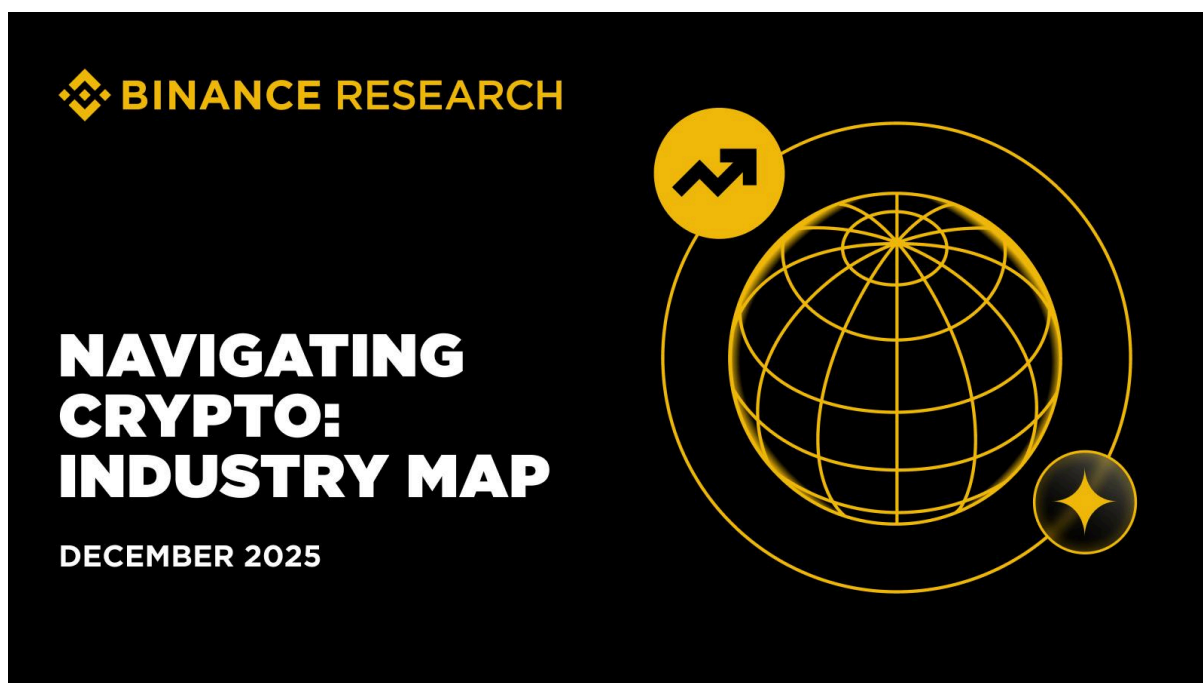 BINANCE RESEARCH
NAVIGATING
CRYPTO:
INDUSTRY MAP
DECEMBER 2025